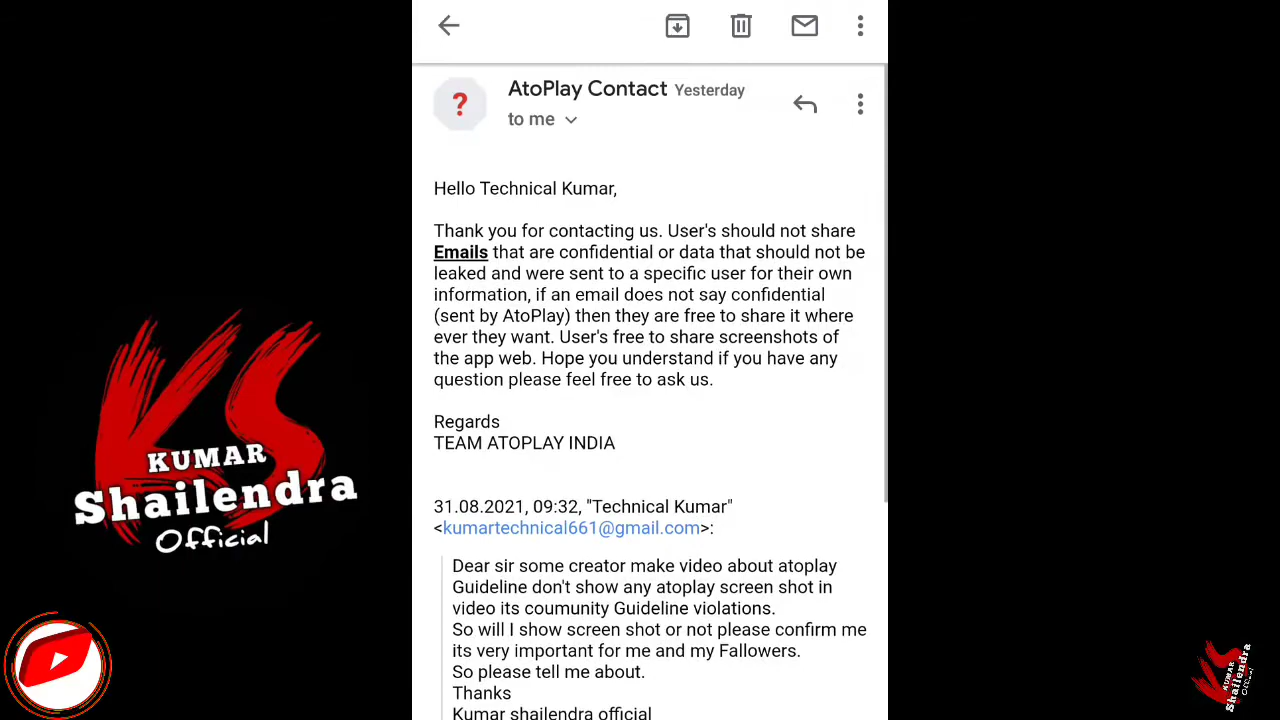 AtoPlay Contact Yesterday
to me
?
Hello Technical Kumar,
Thank you for contacting us. User's should not share
Emails that are confidential or data that should not be
leaked and were sent to a specific user for their own
information, if an email does not say confidential
(sent by AtoPlay) then they are free to share it where
ever they want. User's free to share screenshots of
the app web. Hope you understand if you have any
question please feel free to ask us.
Regards
TEAM ATOPLAY INDIA
31.08.2021, 09:32, "Technical Kumar"
<kumartechnical661@gmail.com>:
Dear sir some creator make video about atoplay
Guideline don't show any atoplay screen shot in
video its coumunity Guideline violations.
So will I show screen shot or not please confirm me
its very important for me and my Fallowers.
So please tell me about.
Thanks
Kumar shailendra official
KS
KUMAR
Shailendra
Official
KS
KUMAR
Shailendra
Official